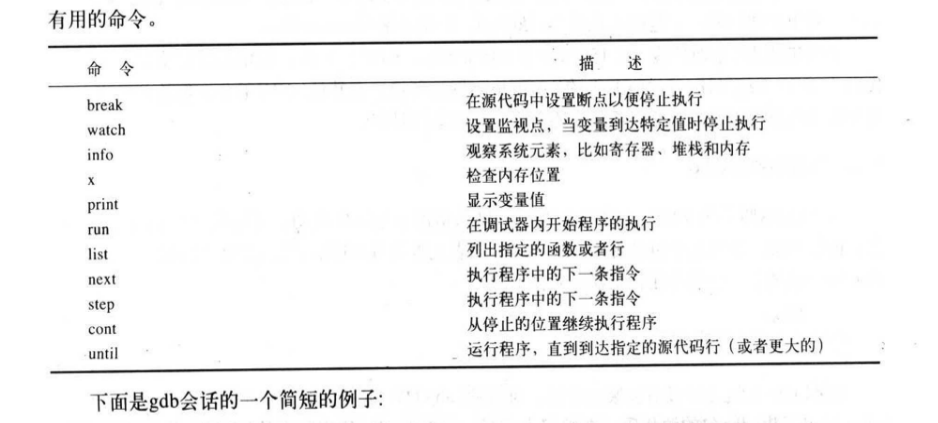 有用的命令。
命 令 描 述
break 在源代码中设置断点以便停止执行
watch 设置监视点，当变量到达特定值时停止执行
info 观察系统元素，比如寄存器、堆栈和内存
x 检查内存位置
print 显示变量值
run 在调试器内开始程序的执行
list 列出指定的函数或者行
next 执行程序中的下一条指令
step 执行程序中的下一条指令
cont 从停止的位置继续执行程序
until 运行程序，直到到达指定的源代码行（或者更大的）
下面是gdb会话的一个简短的例子: